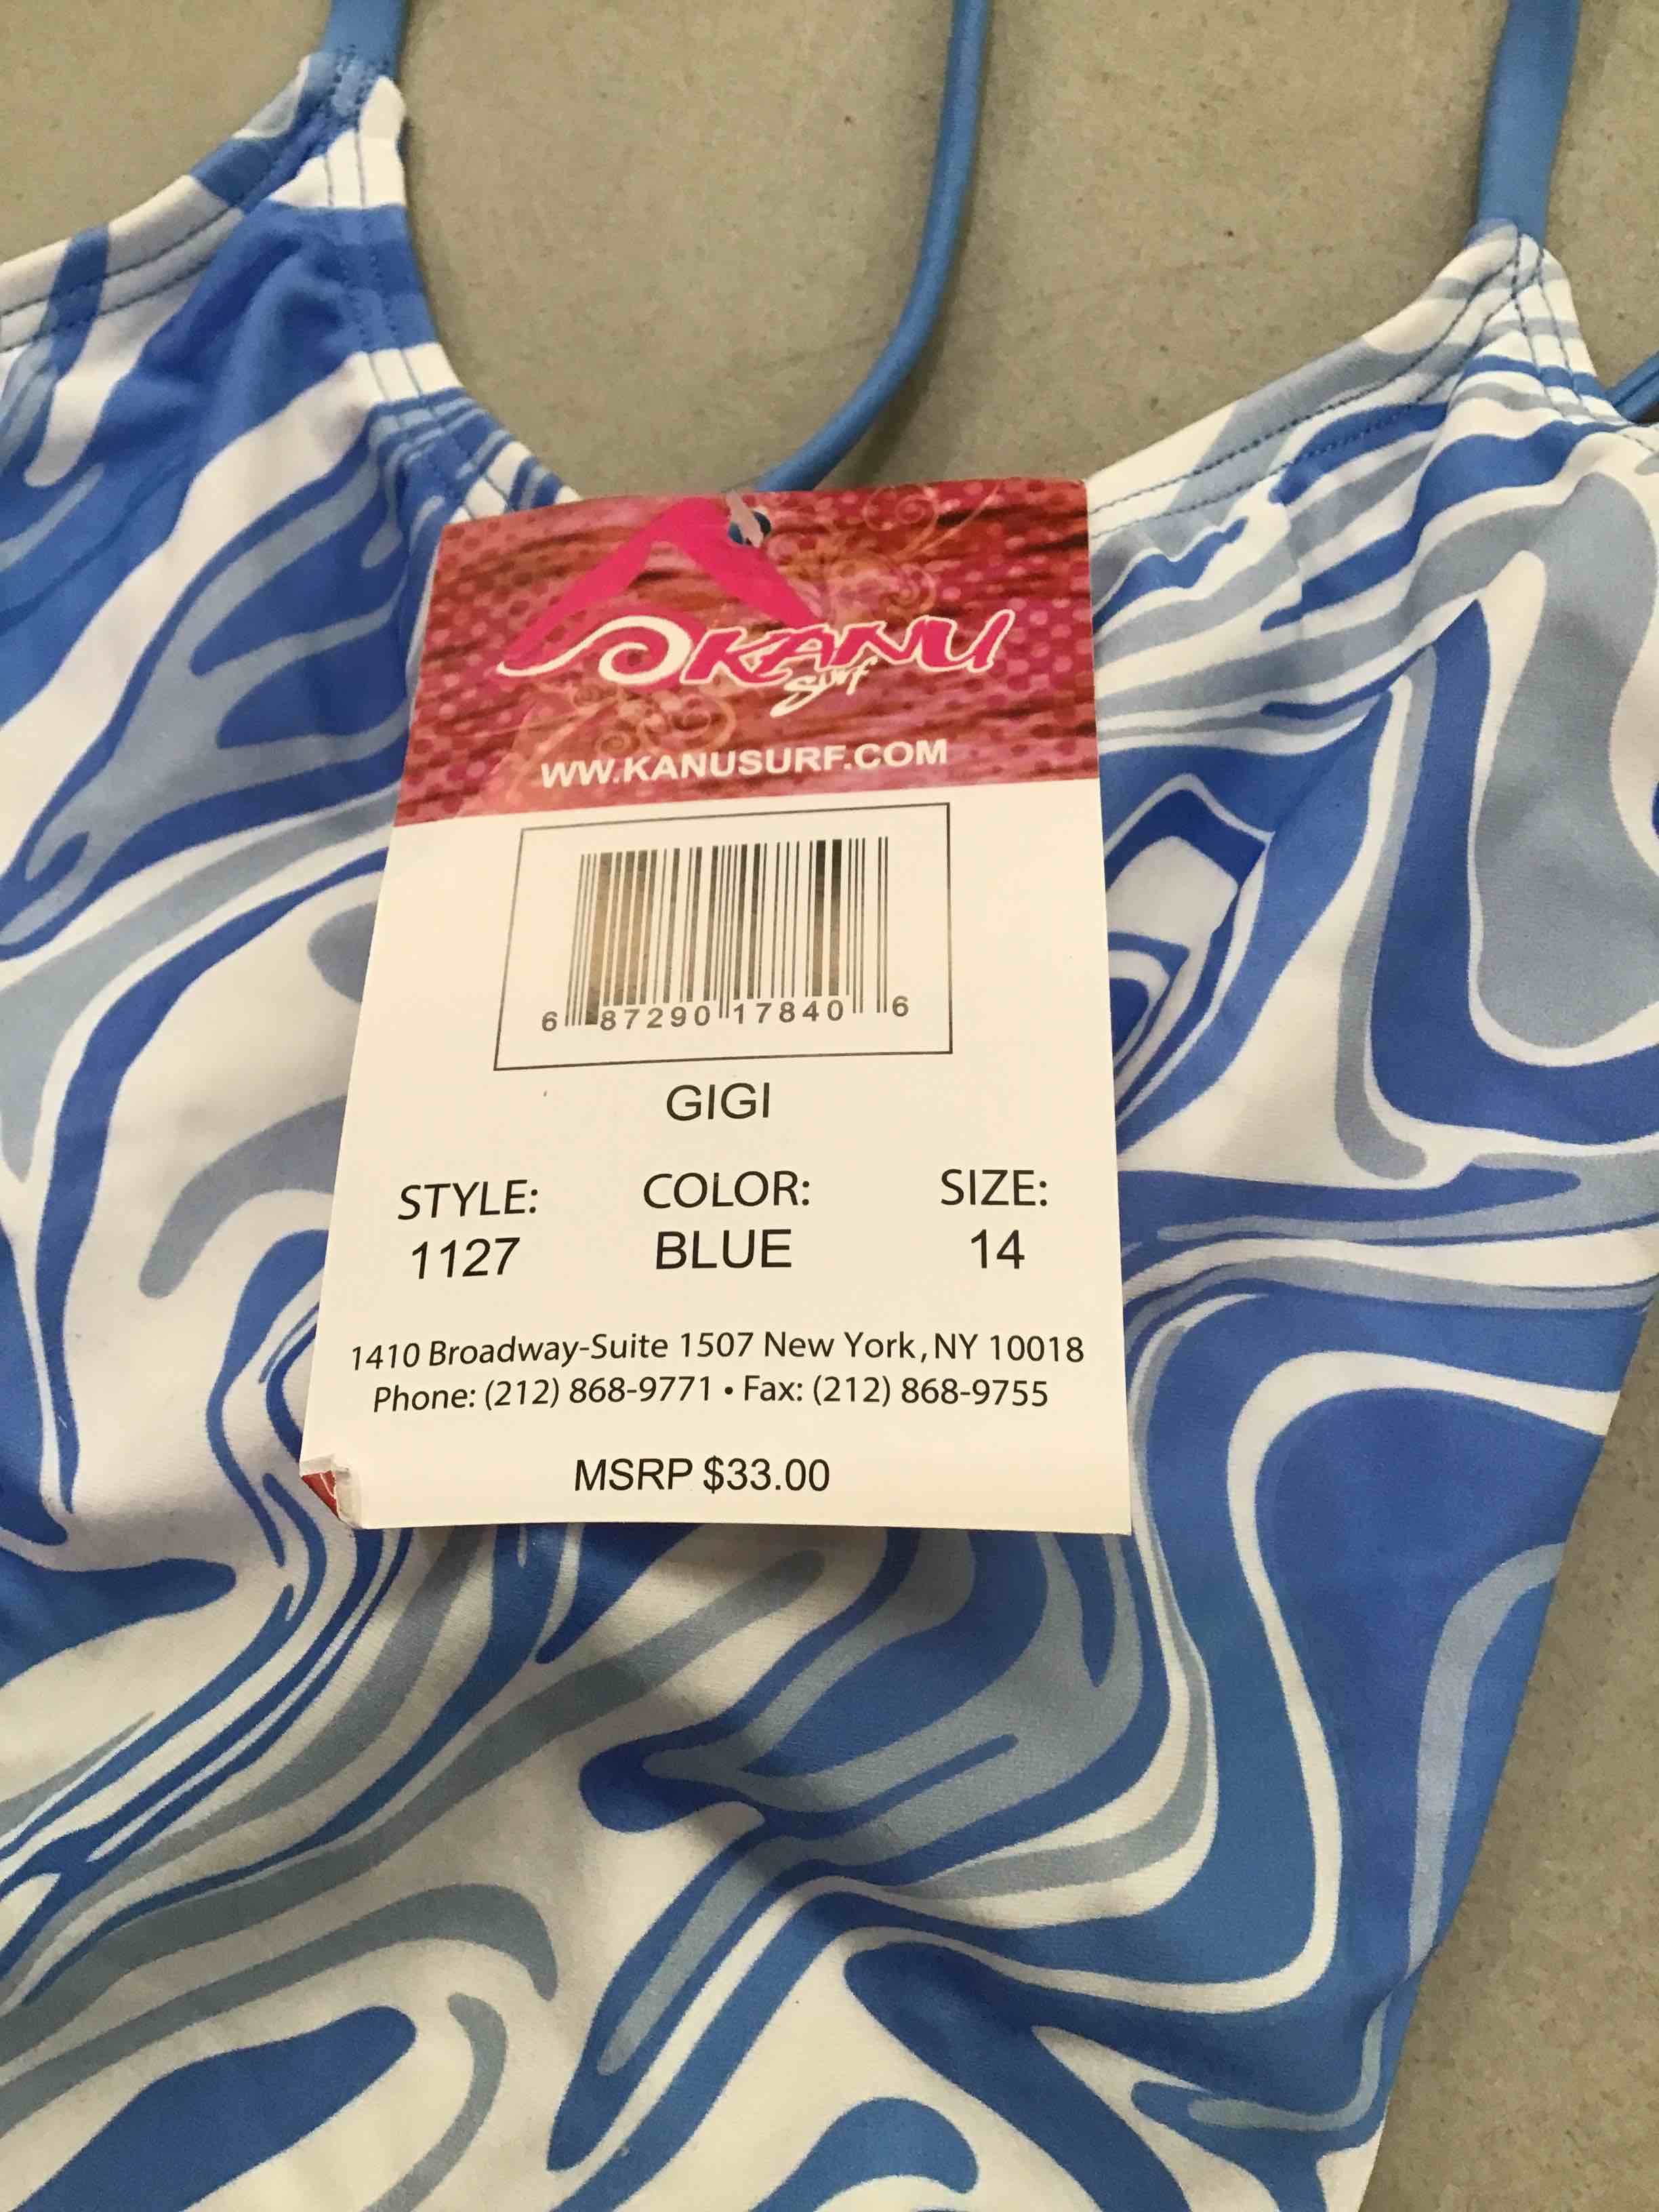 KANU
Surf
WW.KANUSURF.COM
6 87290 17840 6
GIGI
STYLE: COLOR: SIZE:
1127 BLUE 14
1410 Broadway-Suite 1507 New York, NY 10018
Phone: (212) 868-9771 • Fax: (212) 868-9755
MSRP $33.00